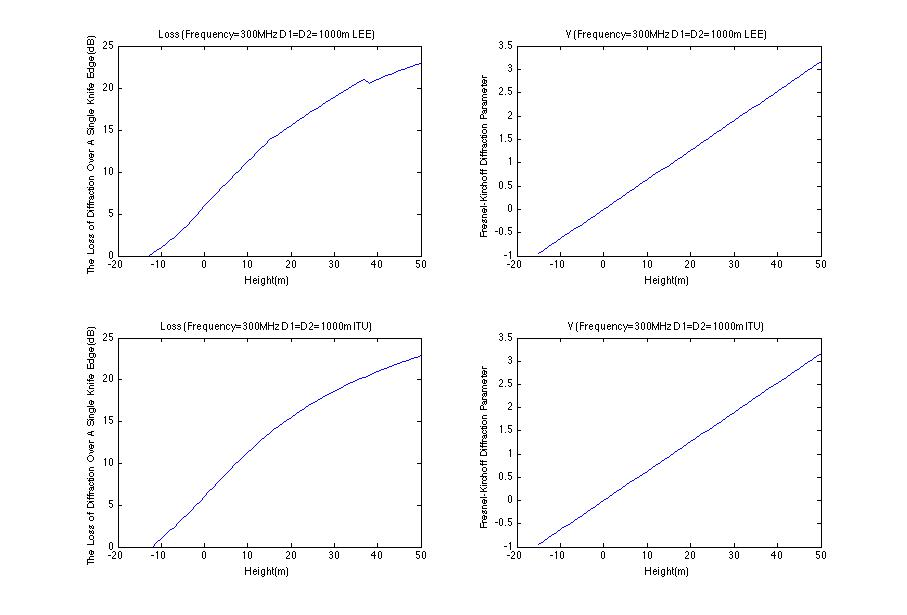 Loss (Frequency=300MHz D1=D2=1000m LEE)
The Loss of Diffraction Over A Single Knife Edge(dB)
25
20
15
10
5
0
-20 -10 0 10 20 30 40 50
Height(m)
V (Frequency=300MHz D1=D2=1000m LEE)
Fresnel-Kirchoff Diffraction Parameter
3.5
3
2.5
2
1.5
1
0.5
0
-0.5
-1
-20 -10 0 10 20 30 40 50
Height(m)
Loss (Frequency=300MHz D1=D2=1000m ITU)
The Loss of Diffraction Over A Single Knife Edge(dB)
25
20
15
10
5
0
-20 -10 0 10 20 30 40 50
Height(m)
V (Frequency=300MHz D1=D2=1000m ITU)
Fresnel-Kirchoff Diffraction Parameter
3.5
3
2.5
2
1.5
1
0.5
0
-0.5
-1
-20 -10 0 10 20 30 40 50
Height(m)